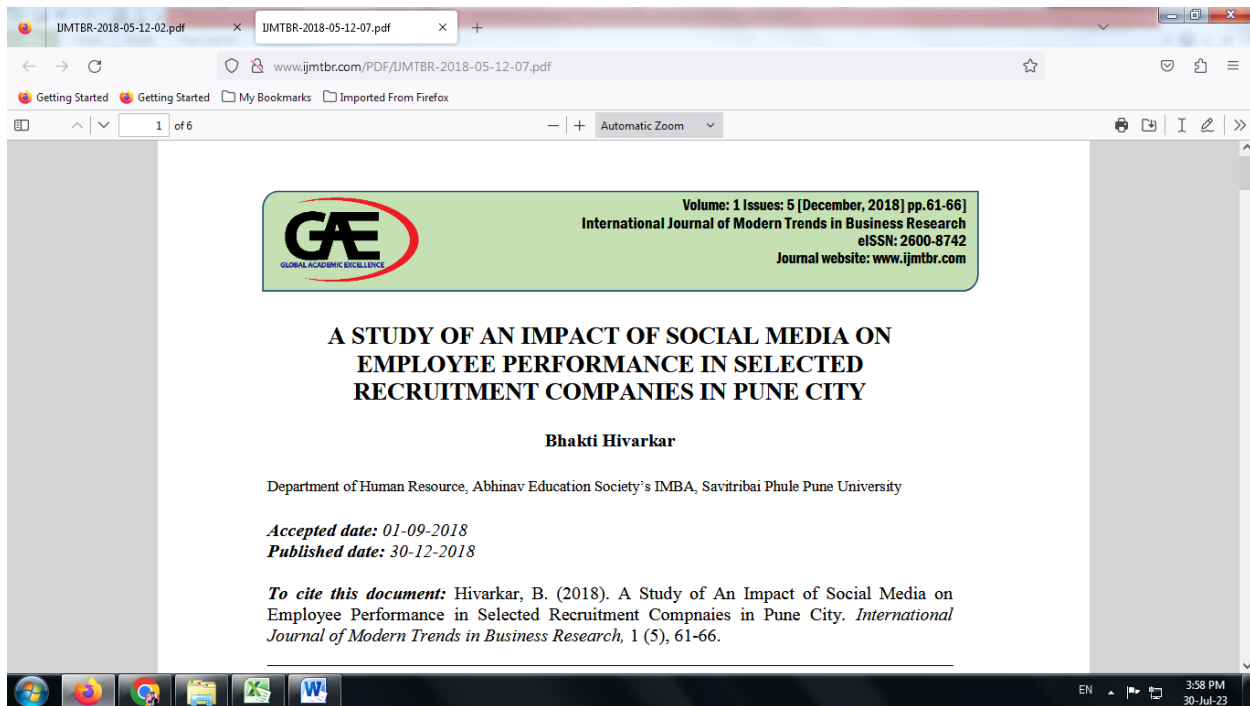 IJMTBR-2018-05-12-02.pdf
IJMTBR-2018-05-12-07.pdf
www.ijmtbr.com/PDF/IJMTBR-2018-05-12-07.pdf
Getting Started Getting Started My Bookmarks Imported From Firefox
1 of 6 Automatic Zoom
GAE
GLOBAL ACADEMIC EXCELLENCE
Volume: 1 Issues: 5 [December, 2018] pp.61-66]
International Journal of Modern Trends in Business Research
eISSN: 2600-8742
Journal website: www.ijmtbr.com
A STUDY OF AN IMPACT OF SOCIAL MEDIA ON
EMPLOYEE PERFORMANCE IN SELECTED
RECRUITMENT COMPANIES IN PUNE CITY
Bhakti Hivarkar
Department of Human Resource, Abhinav Education Society's IMBA, Savitribai Phule Pune University
Accepted date: 01-09-2018
Published date: 30-12-2018
To cite this document: Hivarkar, B. (2018). A Study of An Impact of Social Media on
Employee Performance in Selected Recruitment Compnaies in Pune City. International
Journal of Modern Trends in Business Research, 1 (5), 61-66.
EN
3:58 PM
30-Jul-23